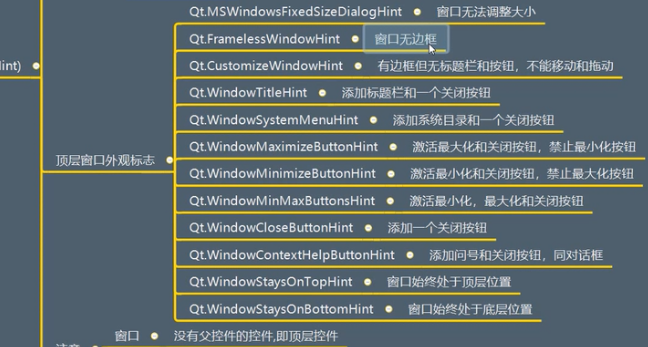 Qt.MSWindowsFixedSizeDialogHint 窗口无法调整大小
Qt.FramelessWindowHint 窗口无边框
Qt.CustomizeWindowHint 有边框但无标题栏和按钮，不能移动和拖动
Qt.WindowTitleHint 添加标题栏和一个关闭按钮
Qt.WindowSystemMenuHint 添加系统目录和一个关闭按钮
顶层窗口外观标志
Qt.WindowMaximizeButtonHint 激活最大化和关闭按钮，禁止最小化按钮
Qt.WindowMinimizeButtonHint 激活最小化和关闭按钮，禁止最大化按钮
Qt.WindowMinMaxButtonsHint 激活最小化，最大化和关闭按钮
Qt.WindowCloseButtonHint 添加一个关闭按钮
Qt.WindowContextHelpButtonHint 添加问号和关闭按钮，同对话框
Qt.WindowStaysOnTopHint 窗口始终处于顶层位置
Qt.WindowStaysOnBottomHint 窗口始终处于底层位置
窗口 没有父控件的控件,即顶层控件